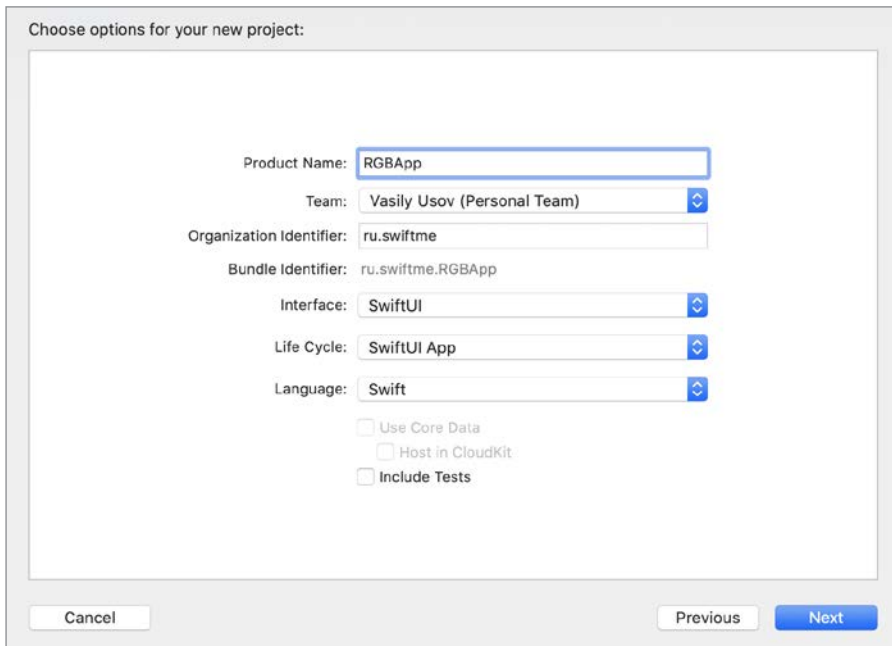 Choose options for your new project:
Product Name: RGBApp
Team: Vasily Usov (Personal Team)
Organization Identifier: ru.swiftme
Bundle Identifier: ru.swiftme.RGBApp
Interface: SwiftUI
Life Cycle: SwiftUI App
Language: Swift
Use Core Data
Host in CloudKit
Include Tests
Cancel Previous Next